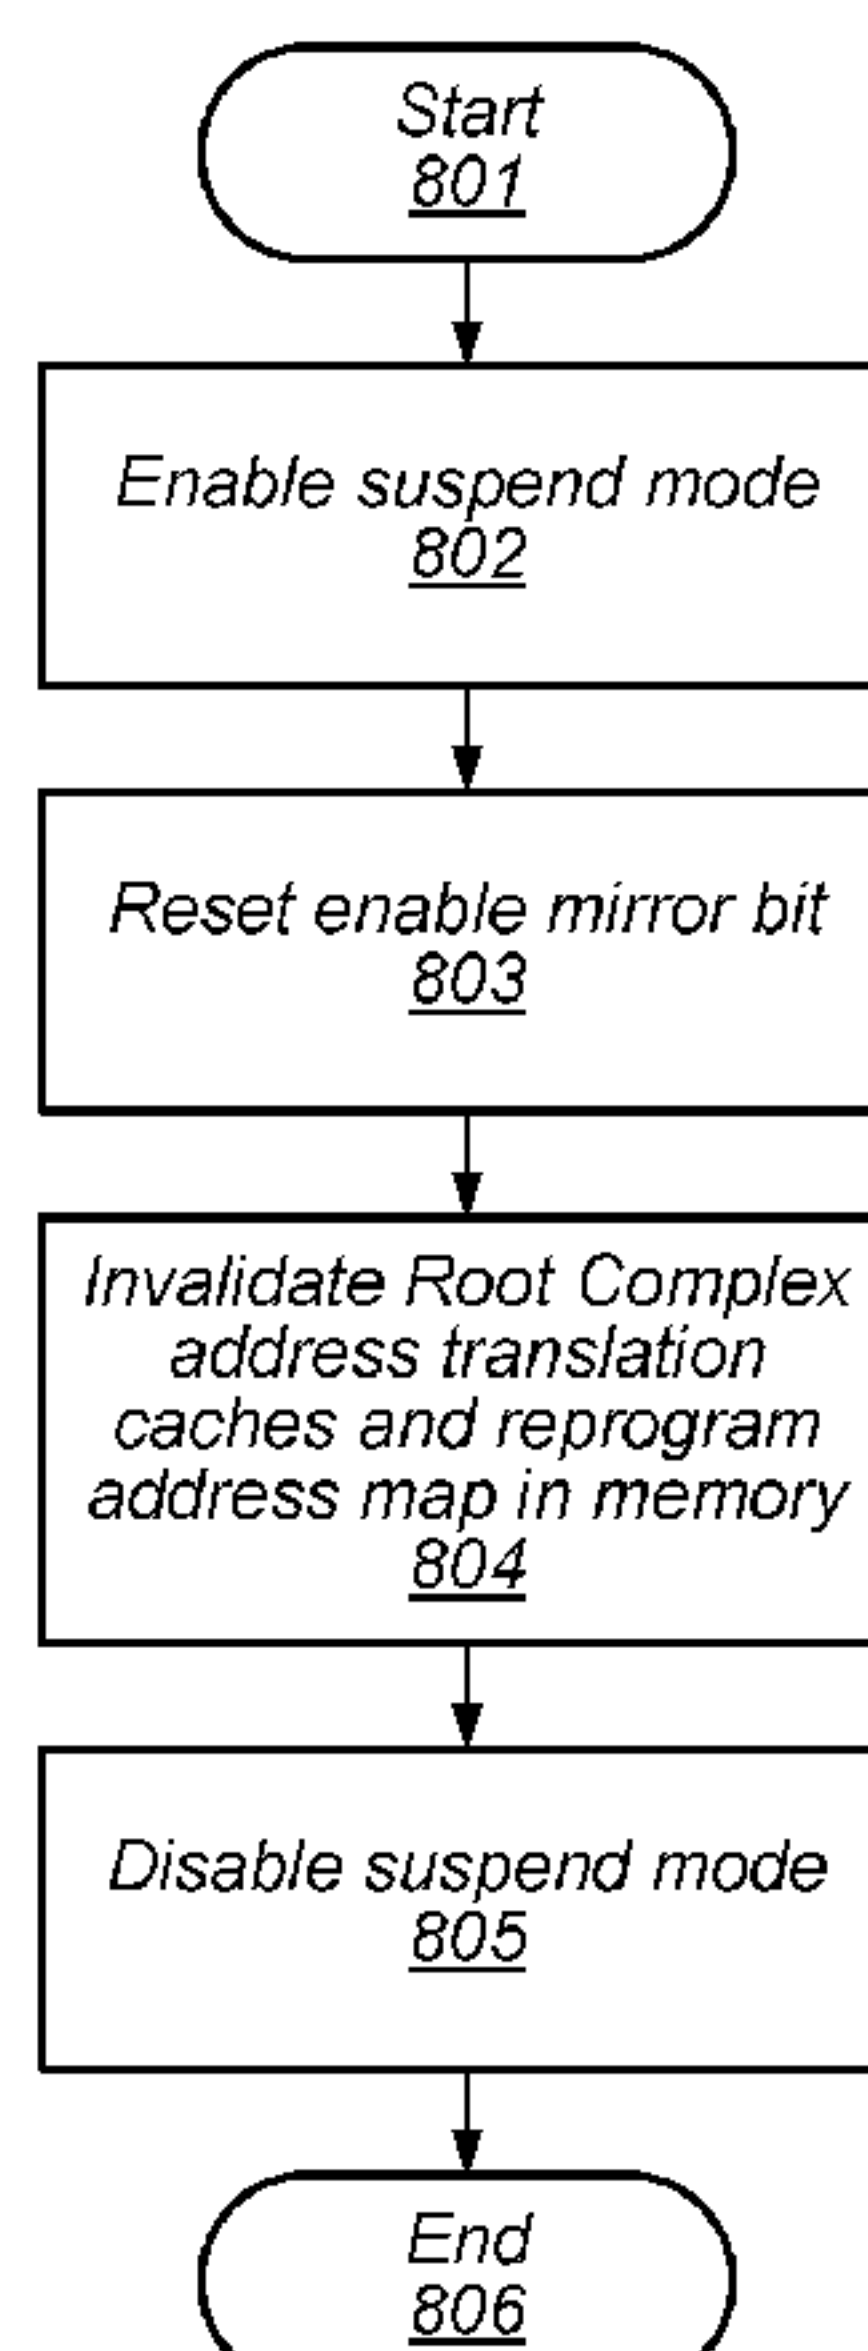 Start
801
Enable suspend mode
802
Reset enable mirror bit
803
Invalidate Root Complex
address translation
caches and reprogram
address map in memory
804
Disable suspend mode
805
End
806